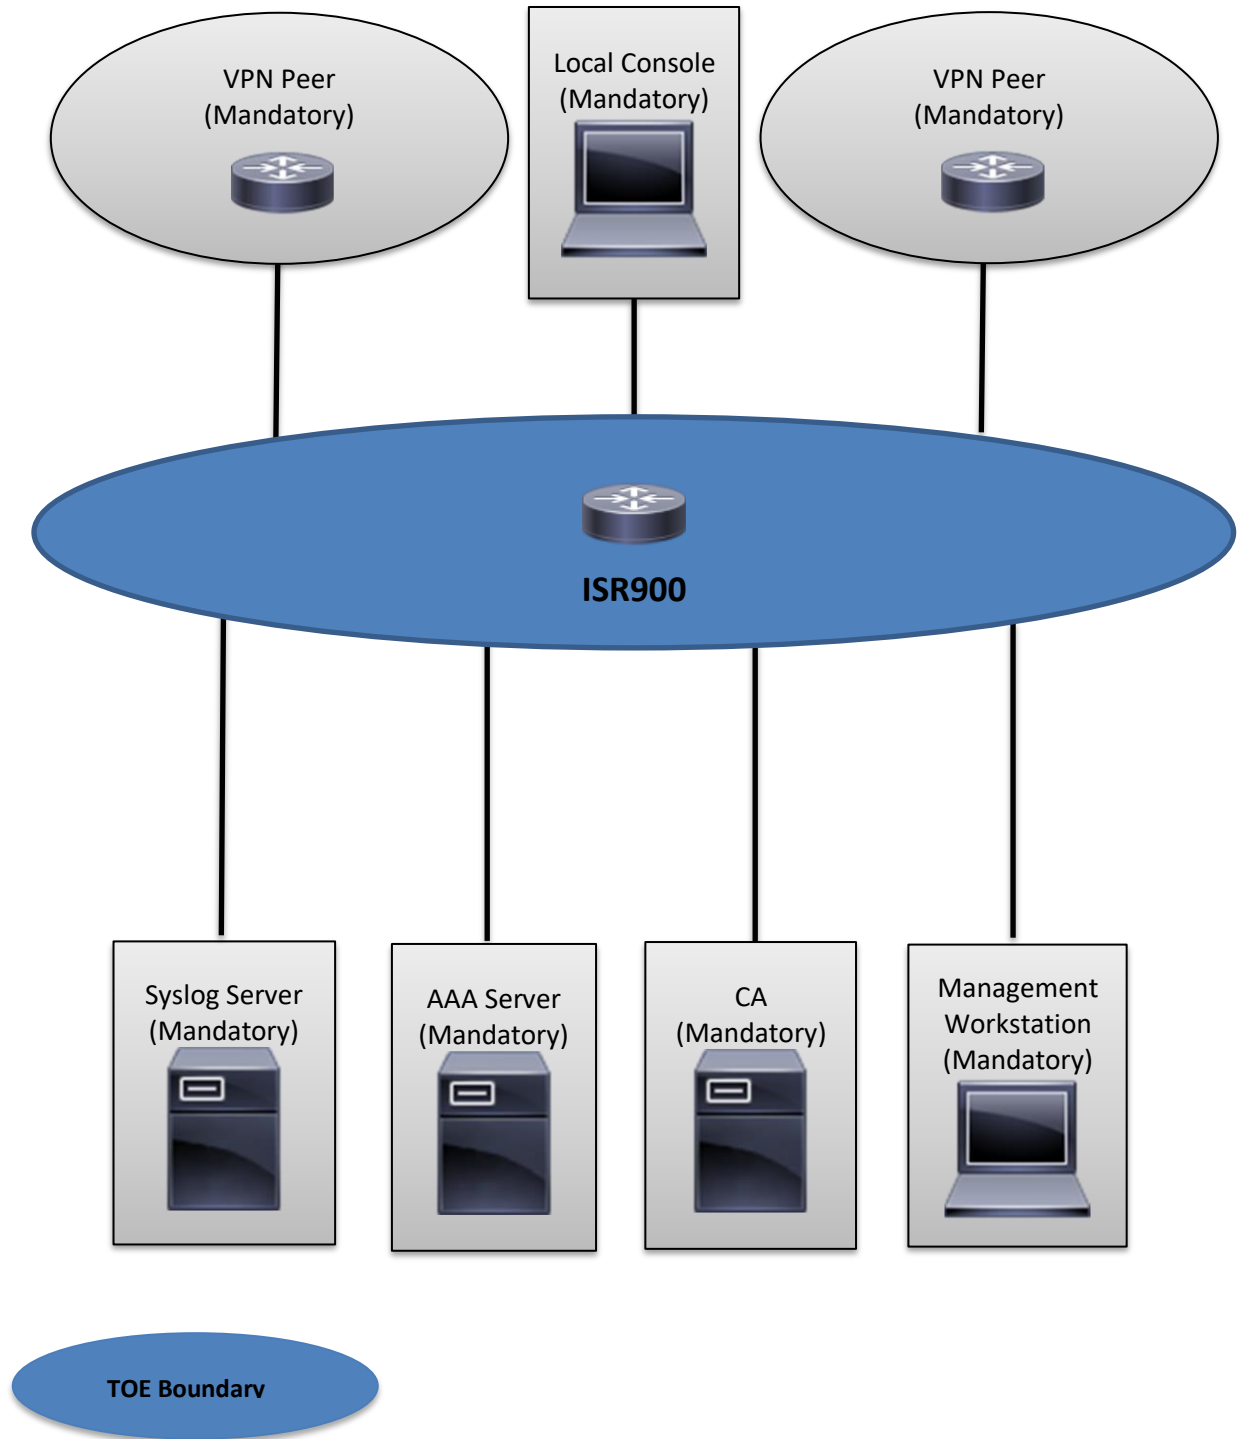 VPN Peer
(Mandatory)
Local Console
(Mandatory)
VPN Peer
(Mandatory)
ISR900
Syslog Server
(Mandatory)
AAA Server
(Mandatory)
CA
(Mandatory)
Management
Workstation
(Mandatory)
TOE Boundary